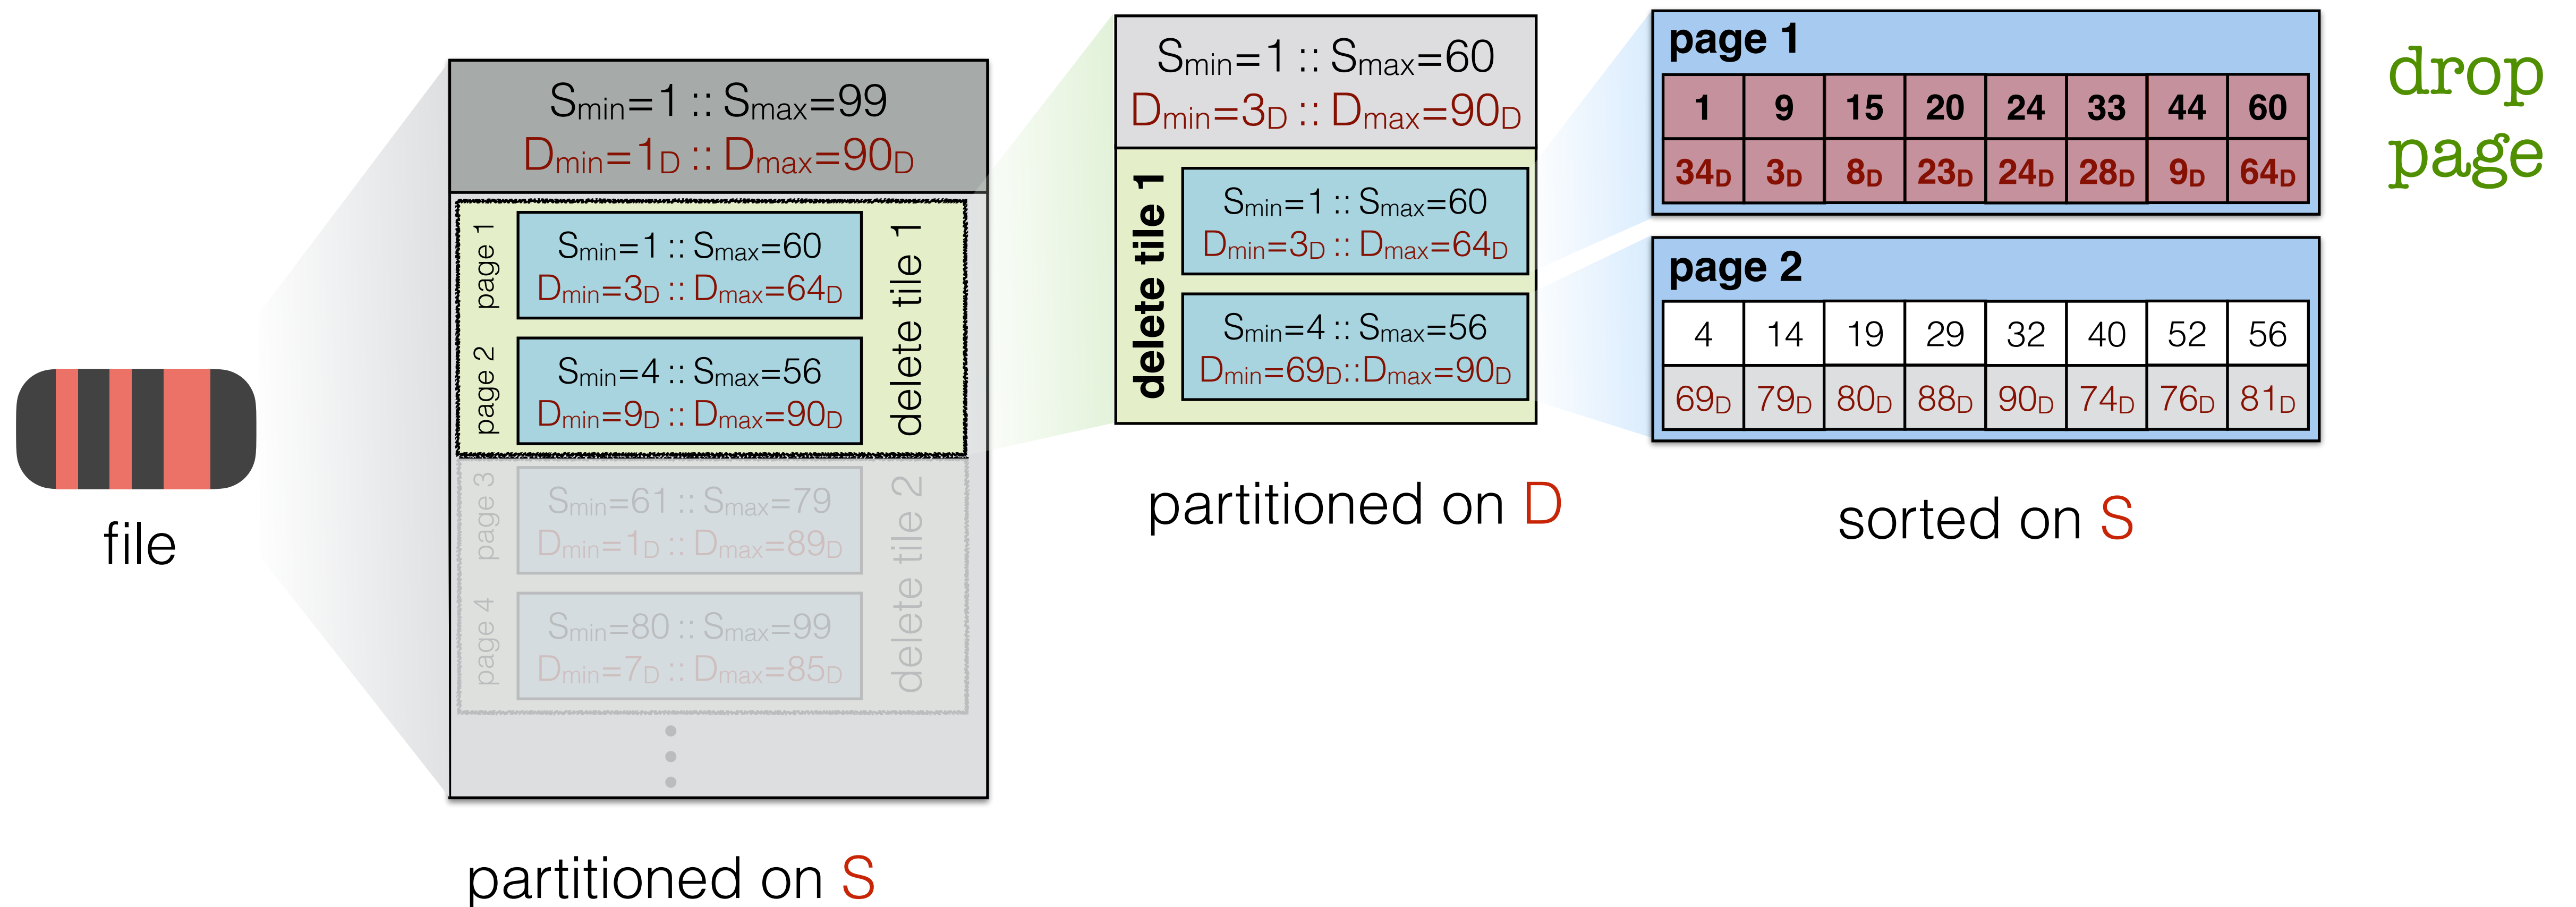 file
Smin=1 :: Smax=99
Dmin=1D :: Dmax=90D
page 1
Smin=1 :: Smax=60
Dmin=3D :: Dmax=64D
page 2
Smin=4 :: Smax=56
Dmin=9D :: Dmax=90D
delete tile 1
page 3
Smin=61 :: Smax=79
Dmin=1D :: Dmax=89D
page 4
Smin=80 :: Smax=99
Dmin=7D :: Dmax=85D
delete tile 2
partitioned on S
Smin=1 :: Smax=60
Dmin=3D :: Dmax=90D
delete tile 1
Smin=1 :: Smax=60
Dmin=3D :: Dmax=64D
Smin=4 :: Smax=56
Dmin=69D::Dmax=90D
partitioned on D
page 1
1 9 15 20 24 33 44 60
34D 3D 8D 23D 24D 28D 9D 64D
page 2
4 14 19 29 32 40 52 56
69D 79D 80D 88D 90D 74D 76D 81D
sorted on S
drop
page